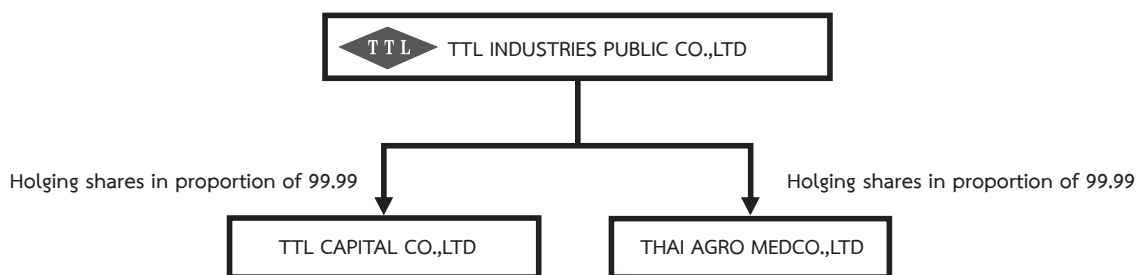 TTL TTL INDUSTRIES PUBLIC CO.,LTD
Holging shares in proportion of 99.99
Holging shares in proportion of 99.99
TTL CAPITAL CO.,LTD
THAI AGRO MEDCO.,LTD